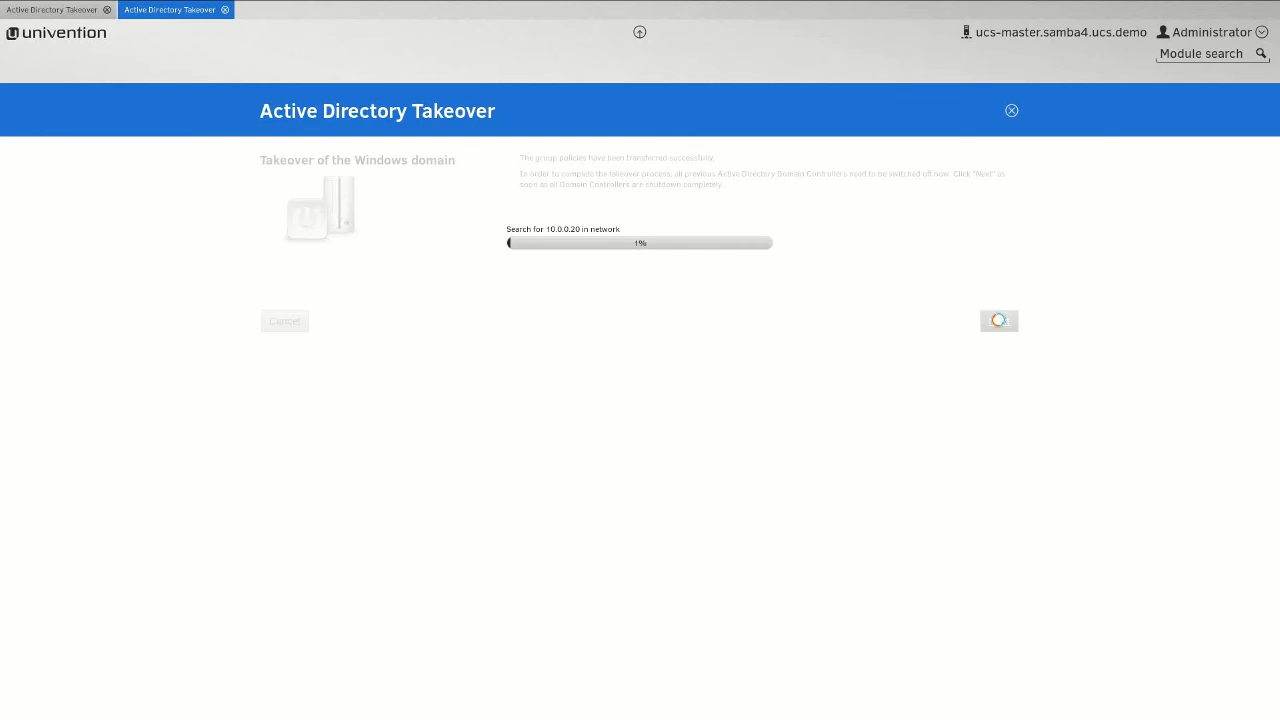 Active Directory Takeover
Active Directory Takeover
univention
ucs-master.samba4.ucs.demo
Administrator
Module search
Active Directory Takeover
Takeover of the Windows domain
The group policies have been transferred successfully.
In order to complete the takeover process, all previous Active Directory Domain Controllers need to be switched off now. Click "Next" as
soon as all Domain Controllers are shutdown completely.
Search for 10.0.0.20 in network
1%
Cancel